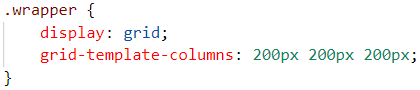 .wrapper {
    display: grid;
    grid-template-columns: 200px 200px 200px;
}